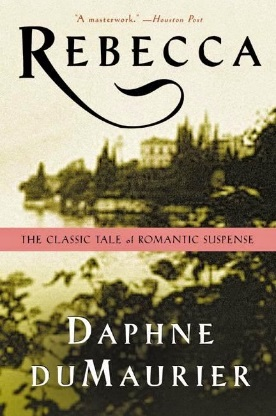 "A masterwork." —Houston Post
REBECCA
THE CLASSIC TALE of ROMANTIC SUSPENSE
DAPHNE
DUMAURIER